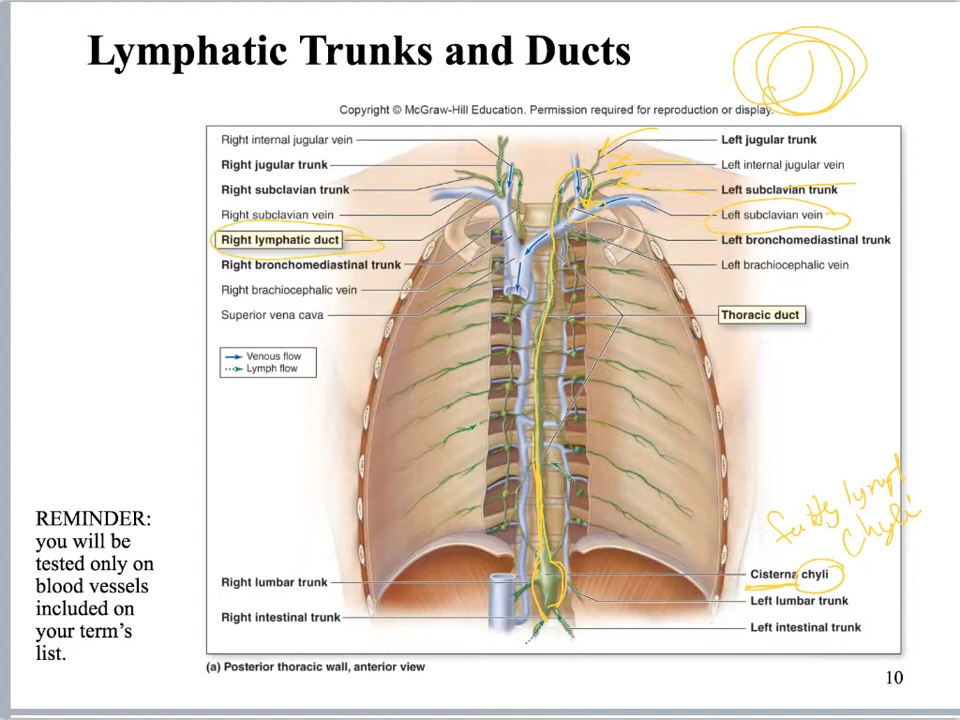 Lymphatic Trunks and Ducts
Copyright © McGraw-Hill Education. Permission required for reproduction or display.
Right internal jugular vein
Right jugular trunk
Right subclavian trunk
Right subclavian vein
Right lymphatic duct
Right bronchomediastinal trunk
Right brachiocephalic vein
Superior vena cava
Venous flow
Lymph flow
Left jugular trunk
Left internal jugular vein
Left subclavian trunk
Left subclavian vein
Left bronchomediastinal trunk
Left brachiocephalic vein
Thoracic duct
fatty lymph
chyli
Right lumbar trunk
Right intestinal trunk
Cisterna chyli
Left lumbar trunk
Left intestinal trunk
(a) Posterior thoracic wall, anterior view
REMINDER:
you will be
tested only on
blood vessels
included on
your term's
list.
10